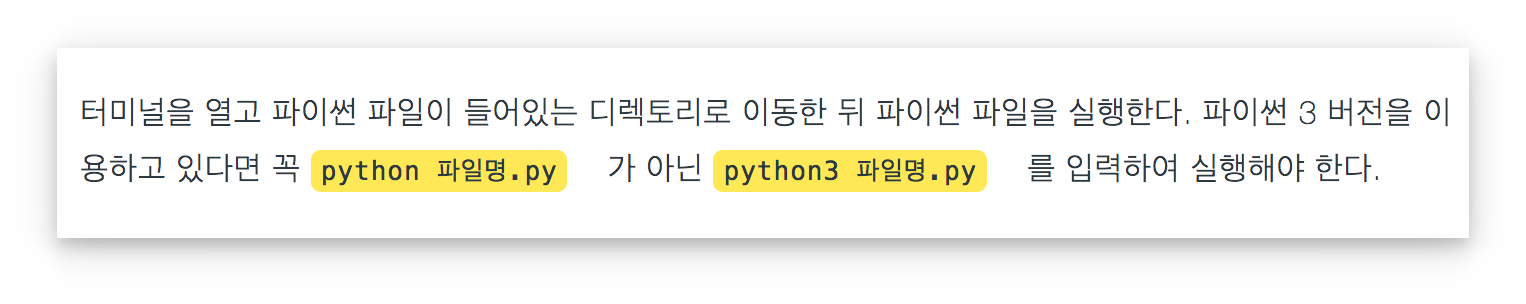 터미널을 열고 파이썬 파일이 들어있는 디렉토리로 이동한 뒤 파이썬 파일을 실행한다. 파이썬 3 버전을 이
용하고 있다면 꼭 python 파일명.py 가 아닌 python3 파일명.py 를 입력하여 실행해야 한다.